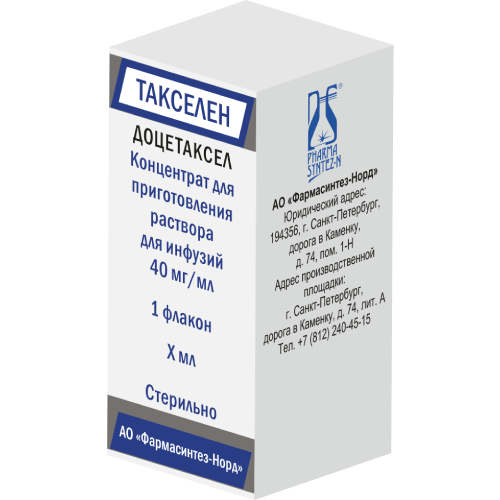 ТАКСЕЛЕН
ДОЦЕТАКСЕЛ
Концентрат для
приготовления
раствора
для инфузий
40 мг/мл
1 флакон
X мл
Стерильно
АО «Фармасинтез-Норд»
®
PHARMA
SINTEZ-N
АО «Фармасинтез-Норд»
Юридический адрес:
194356, г. Санкт-Петербург,
дорога в Каменку,
д. 74, пом. 1-Н
Адрес производственной
площадки:
г. Санкт-Петербург,
дорога в Каменку, д. 74, лит. А
Тел. +7 (812) 240-45-15